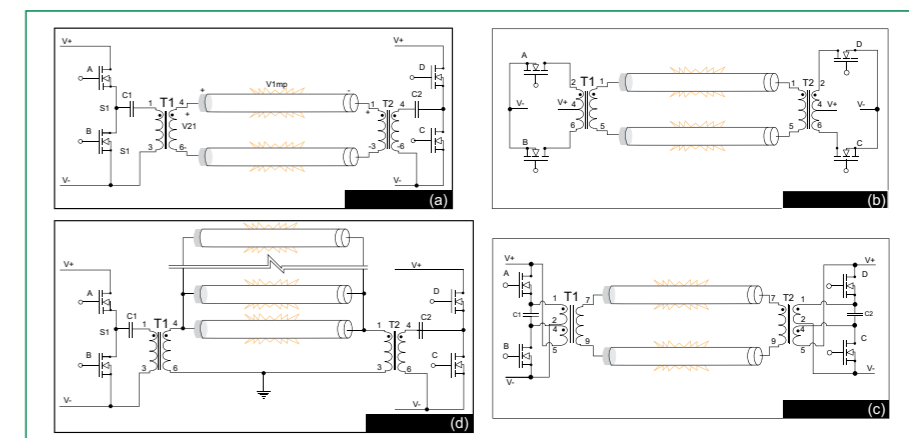 V+ V+
A D
V1mp
C1 T1 + - C2
S1 1 4 1 T2 4
+ +
V21
B S1 C
3 6- -3 -6
V- V-
(a)
A D
2 T1 1 1 T2 2
V- V+ 4 4 V+ V-
6 5 5 6
B C
(b)
V+ V+
A D
S1 C1 T1 T2 C2
1 4 1 4
B C
3 6 3 6
V- V-
(d)
V+ V+
A D
1 T1 7 7 T2 1
C1 2 2 C2
4 4
B 9 9 C
5 5
V- V-
(c)